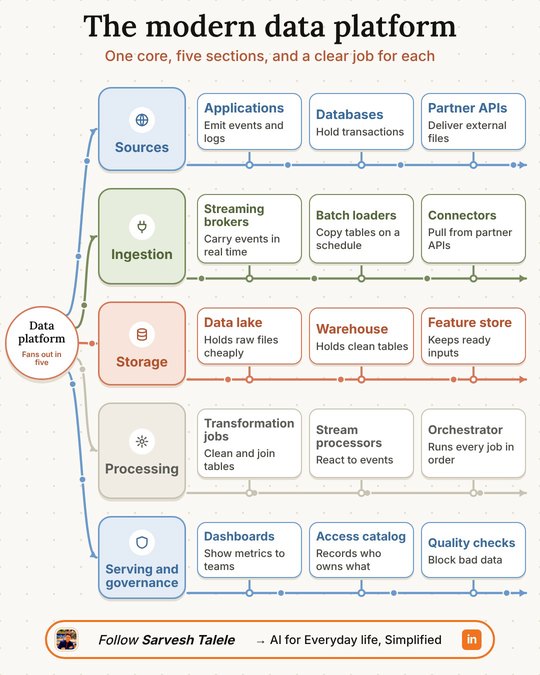 The modern data platform
One core, five sections, and a clear job for each
Sources
Applications
Emit events and
logs
Databases
Hold transactions
Partner APIs
Deliver external
files
Ingestion
Streaming
brokers
Carry events in
real time
Batch loaders
Copy tables on a
schedule
Connectors
Pull from partner
APIs
Data
platform
Fans out in
five
Storage
Data lake
Holds raw files
cheaply
Warehouse
Holds clean tables
Feature store
Keeps ready
inputs
Processing
Transformation
jobs
Clean and join
tables
Stream
processors
React to events
Orchestrator
Runs every job in
order
Serving and
governance
Dashboards
Show metrics to
teams
Access catalog
Records who
owns what
Quality checks
Block bad data
Follow Sarvesh Talele → AI for Everyday life, Simplified in